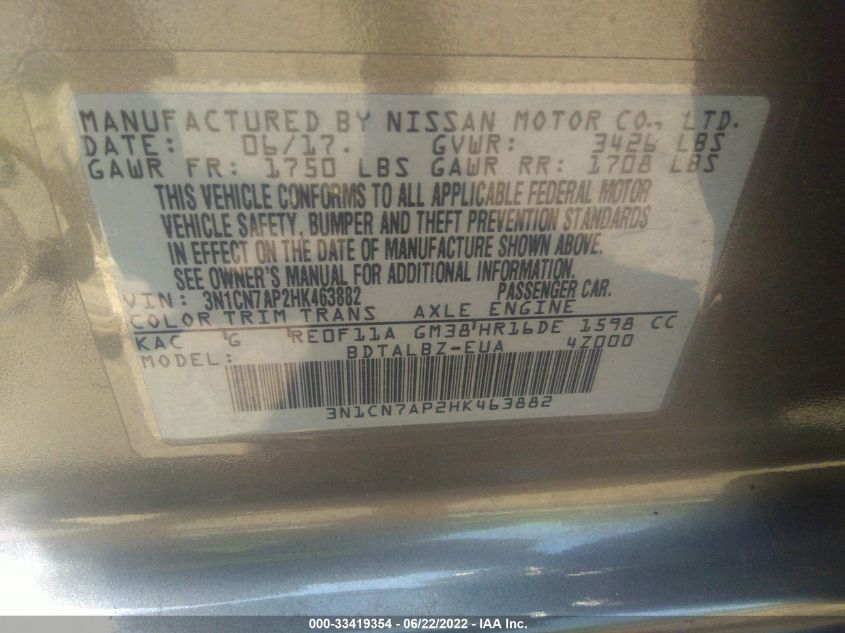 MANUFACTURED BY NISSAN MOTOR CO., LTD.
DATE: 06/17. GVWR: 3426 LBS
GAWR FR: 1750 LBS GAWR RR: 1708 LBS
THIS VEHICLE CONFORMS TO ALL APPLICABLE FEDERAL MOTOR
VEHICLE SAFETY, BUMPER AND THEFT PREVENTION STANDARDS
IN EFFECT ON THE DATE OF MANUFACTURE SHOWN ABOVE.
SEE OWNER'S MANUAL FOR ADDITIONAL INFORMATION.
VIN: 3N1CN7AP2HK463882 PASSENGER CAR.
COLOR TRIM TRANS AXLE ENGINE
KAC G RE0F11A GM38 HR16DE 1598 CC
MODEL: BDTALBZ-EUA 4Z000
3N1CN7AP2HK463882
000-33419354 - 06/22/2022 - IAA Inc.